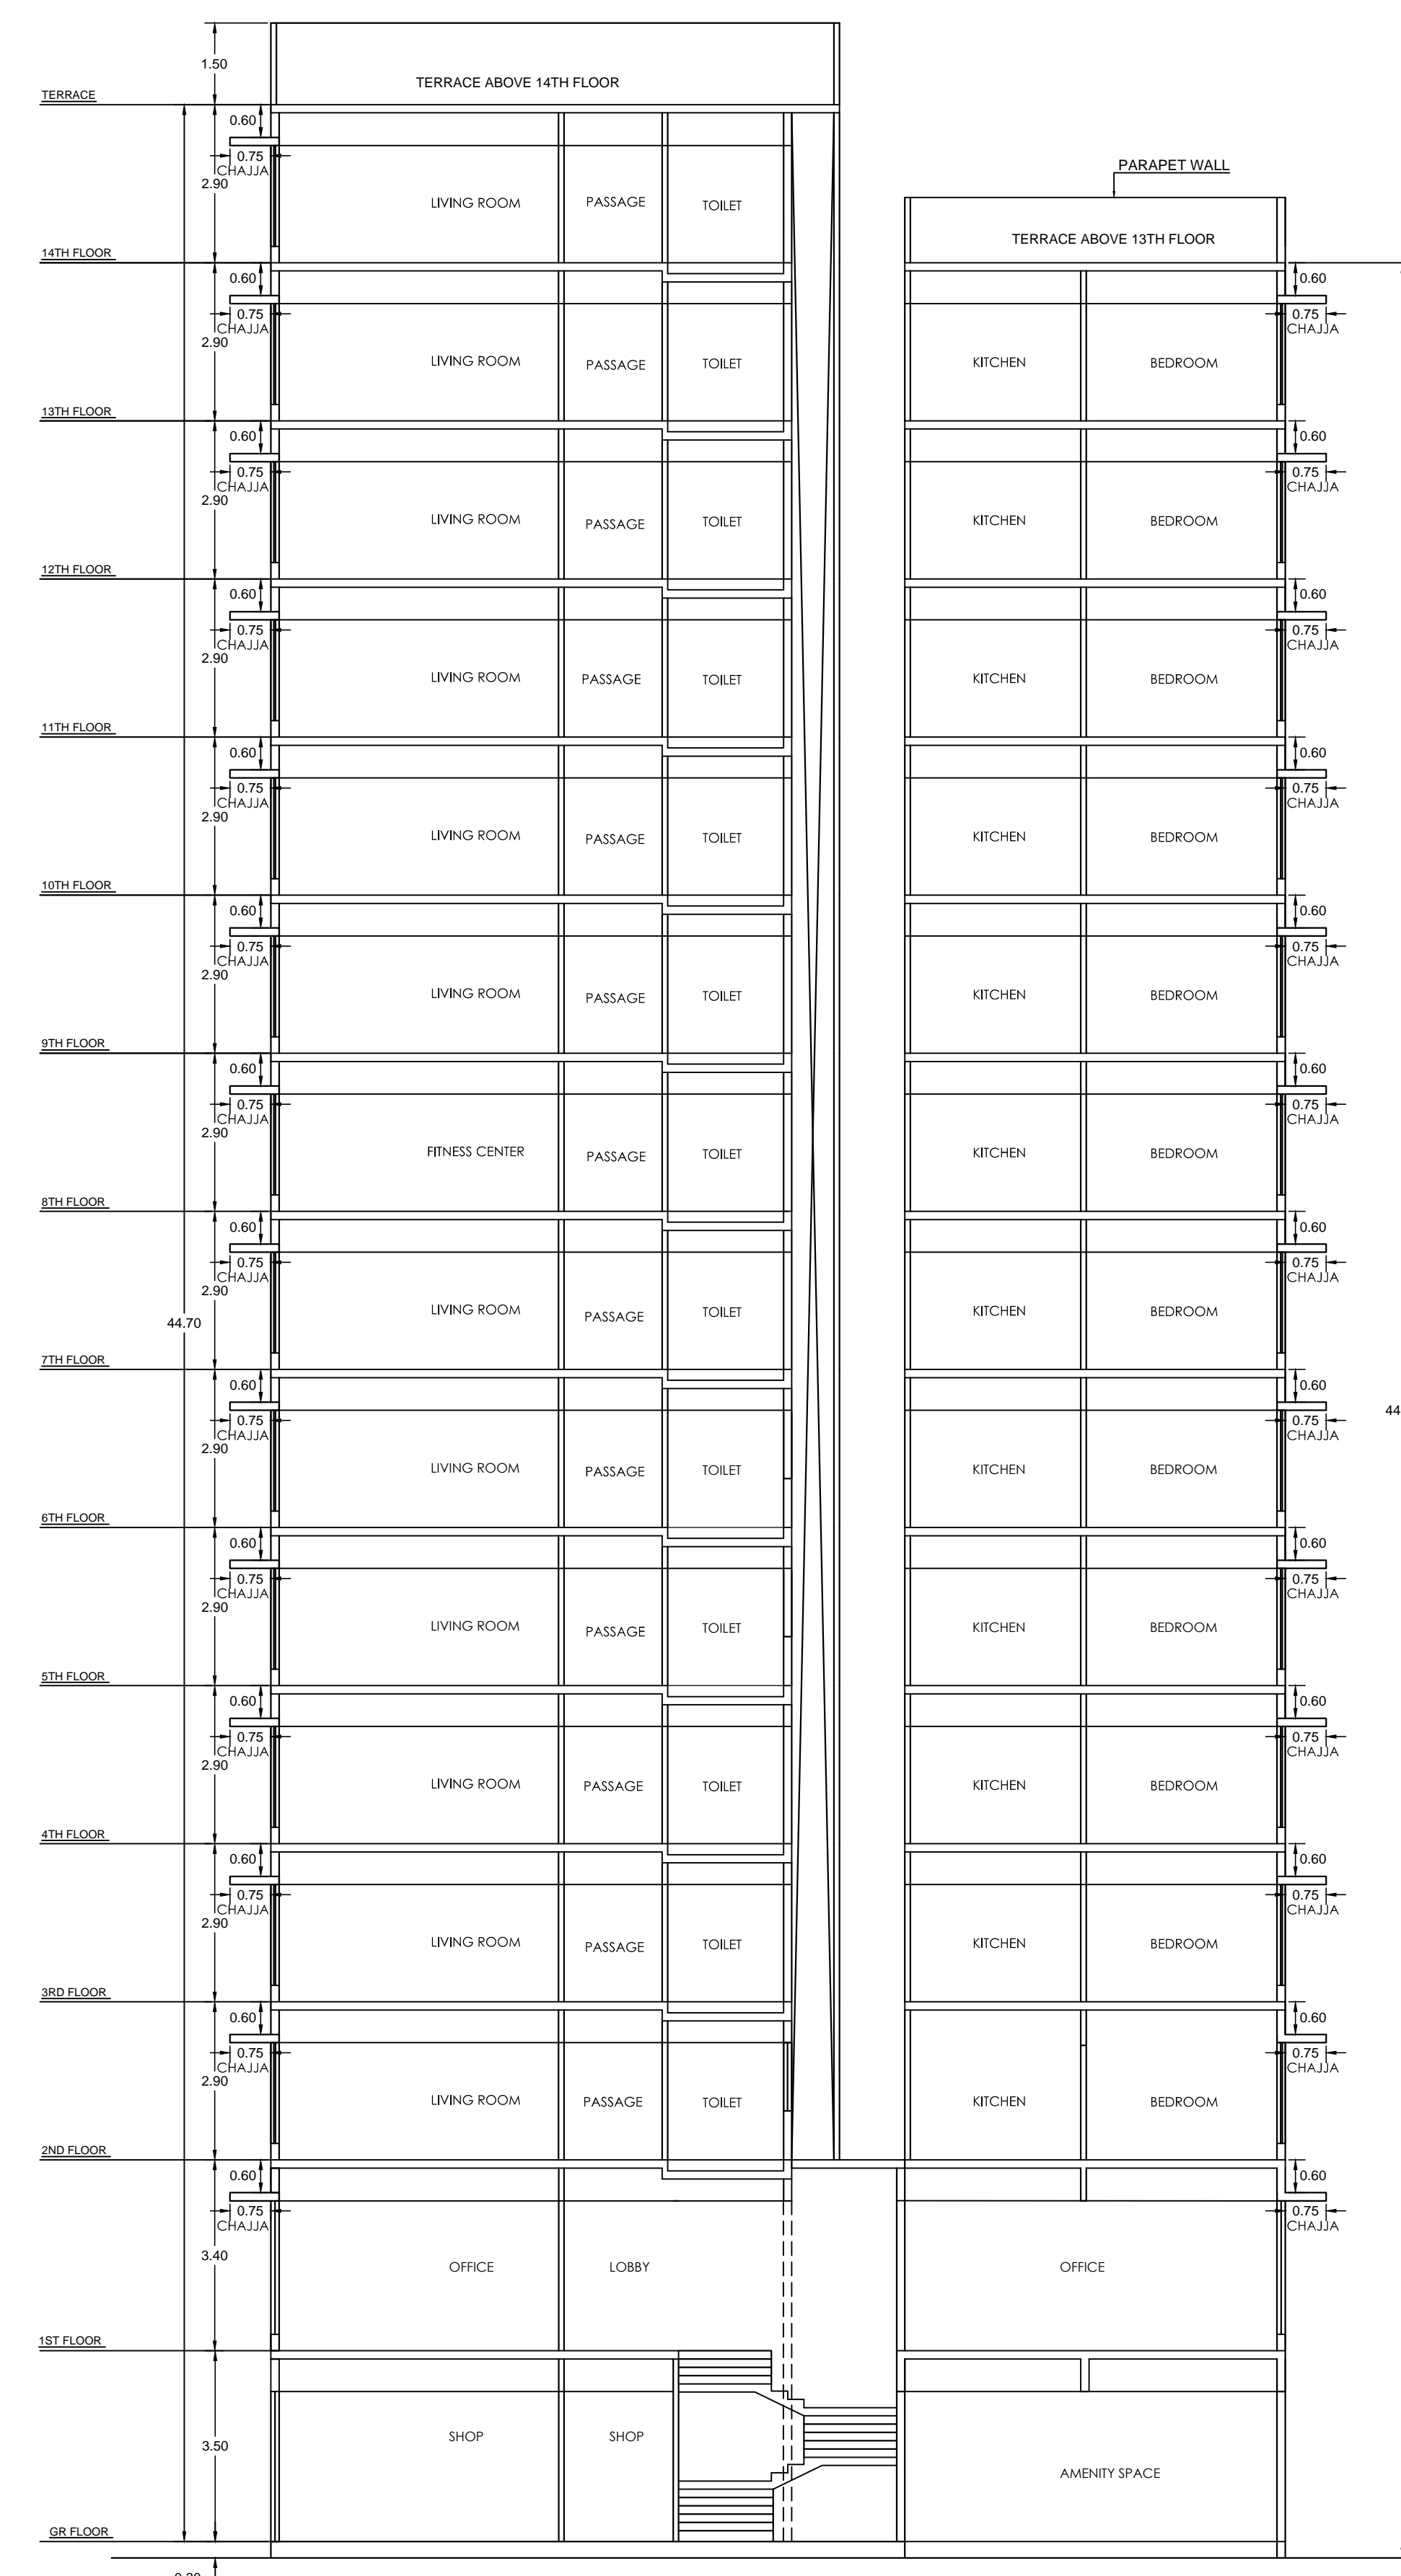 1.50
TERRACE ABOVE 14TH FLOOR
TERRACE
0.60
0.75
CHAJJA
2.90
LIVING ROOM PASSAGE TOILET
PARAPET WALL
TERRACE ABOVE 13TH FLOOR
14TH FLOOR
0.60 0.60
0.75 0.75
CHAJJA CHAJJA
2.90
LIVING ROOM PASSAGE TOILET KITCHEN BEDROOM
13TH FLOOR
0.60 0.60
0.75 0.75
CHAJJA CHAJJA
2.90
LIVING ROOM PASSAGE TOILET KITCHEN BEDROOM
12TH FLOOR
0.60 0.60
0.75 0.75
CHAJJA CHAJJA
2.90
LIVING ROOM PASSAGE TOILET KITCHEN BEDROOM
11TH FLOOR
0.60 0.60
0.75 0.75
CHAJJA CHAJJA
2.90
LIVING ROOM PASSAGE TOILET KITCHEN BEDROOM
10TH FLOOR
0.60 0.60
0.75 0.75
CHAJJA CHAJJA
2.90
LIVING ROOM PASSAGE TOILET KITCHEN BEDROOM
9TH FLOOR
0.60 0.60
0.75 0.75
CHAJJA CHAJJA
2.90
FITNESS CENTER PASSAGE TOILET KITCHEN BEDROOM
8TH FLOOR
0.60 0.60
0.75 0.75
CHAJJA CHAJJA
2.90
LIVING ROOM PASSAGE TOILET KITCHEN BEDROOM
44.70
7TH FLOOR
0.60 0.60
0.75 0.75
CHAJJA CHAJJA
44
2.90
LIVING ROOM PASSAGE TOILET KITCHEN BEDROOM
6TH FLOOR
0.60 0.60
0.75 0.75
CHAJJA CHAJJA
2.90
LIVING ROOM PASSAGE TOILET KITCHEN BEDROOM
5TH FLOOR
0.60 0.60
0.75 0.75
CHAJJA CHAJJA
2.90
LIVING ROOM PASSAGE TOILET KITCHEN BEDROOM
4TH FLOOR
0.60 0.60
0.75 0.75
CHAJJA CHAJJA
2.90
LIVING ROOM PASSAGE TOILET KITCHEN BEDROOM
3RD FLOOR
0.60 0.60
0.75 0.75
CHAJJA CHAJJA
2.90
LIVING ROOM PASSAGE TOILET KITCHEN BEDROOM
2ND FLOOR
0.60 0.60
0.75 0.75
CHAJJA CHAJJA
3.40
OFFICE LOBBY OFFICE
1ST FLOOR
SHOP SHOP
3.50
AMENITY SPACE
GR FLOOR